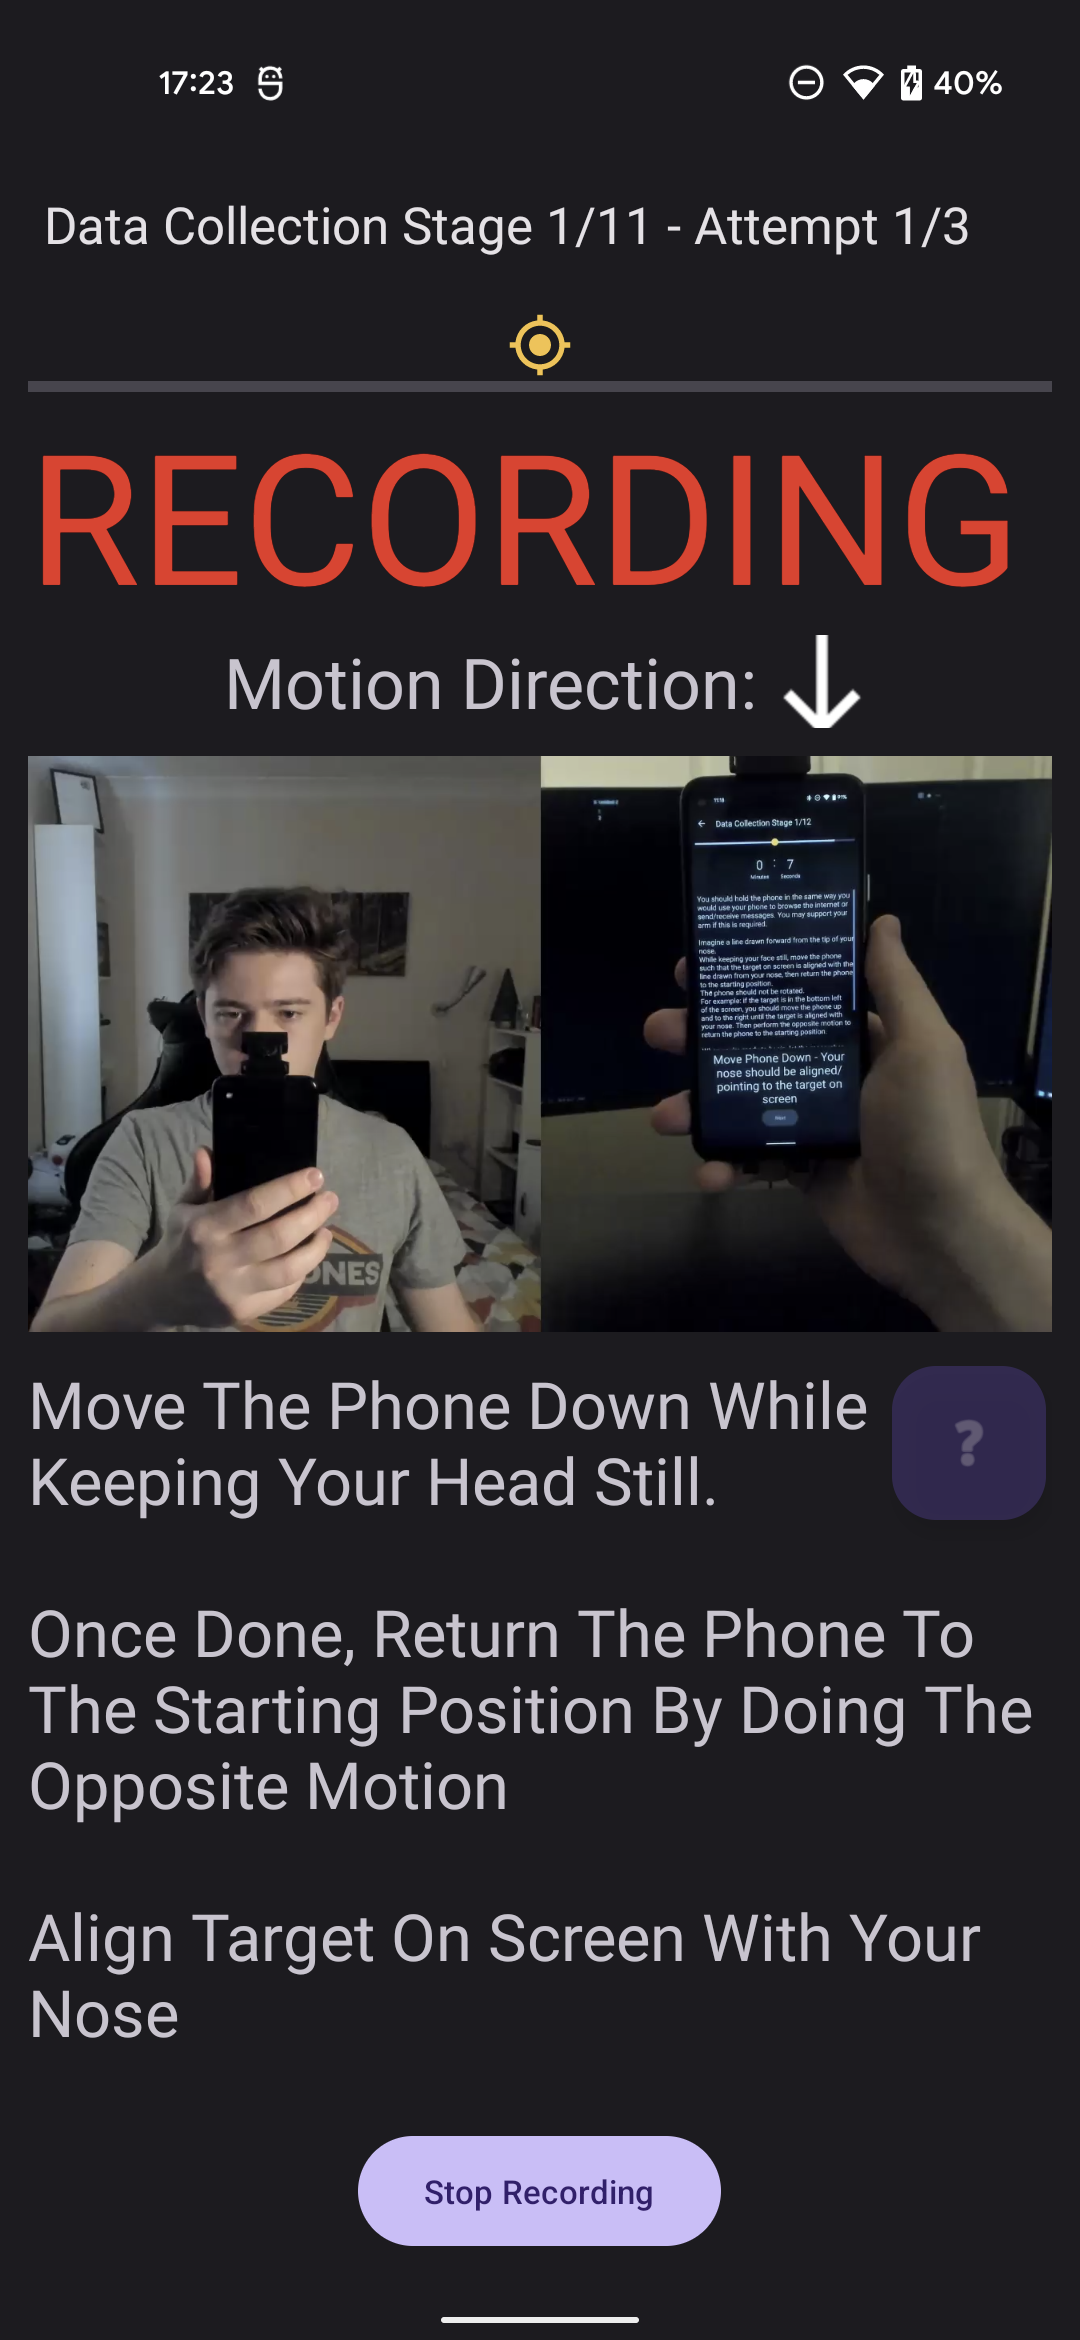 17:23
40%
Data Collection Stage 1/11 - Attempt 1/3
RECORDING
Motion Direction:
11:18
91%
Data Collection Stage 1/12
0 : 7
Minutes Seconds
You should hold the phone in the same way you
would use your phone to browse the internet or
send/receive messages. You may support your
arm if this is required.
Imagine a line drawn forward from the tip of your
nose.
While keeping your face still, move the phone
such that the target on screen is aligned with the
line drawn from your nose, then return the phone
to the starting position.
The phone should not be rotated.
For example: if the target is in the bottom left
of the screen, you should move the phone up
and to the right until the target is aligned with
your nose. Then perform the opposite motion to
return the phone to the starting position
Move Phone Down - Your
nose should be aligned/
pointing to the target on
screen
Next
ONES
Move The Phone Down While
Keeping Your Head Still.
?
Once Done, Return The Phone To
The Starting Position By Doing The
Opposite Motion
Align Target On Screen With Your
Nose
Stop Recording